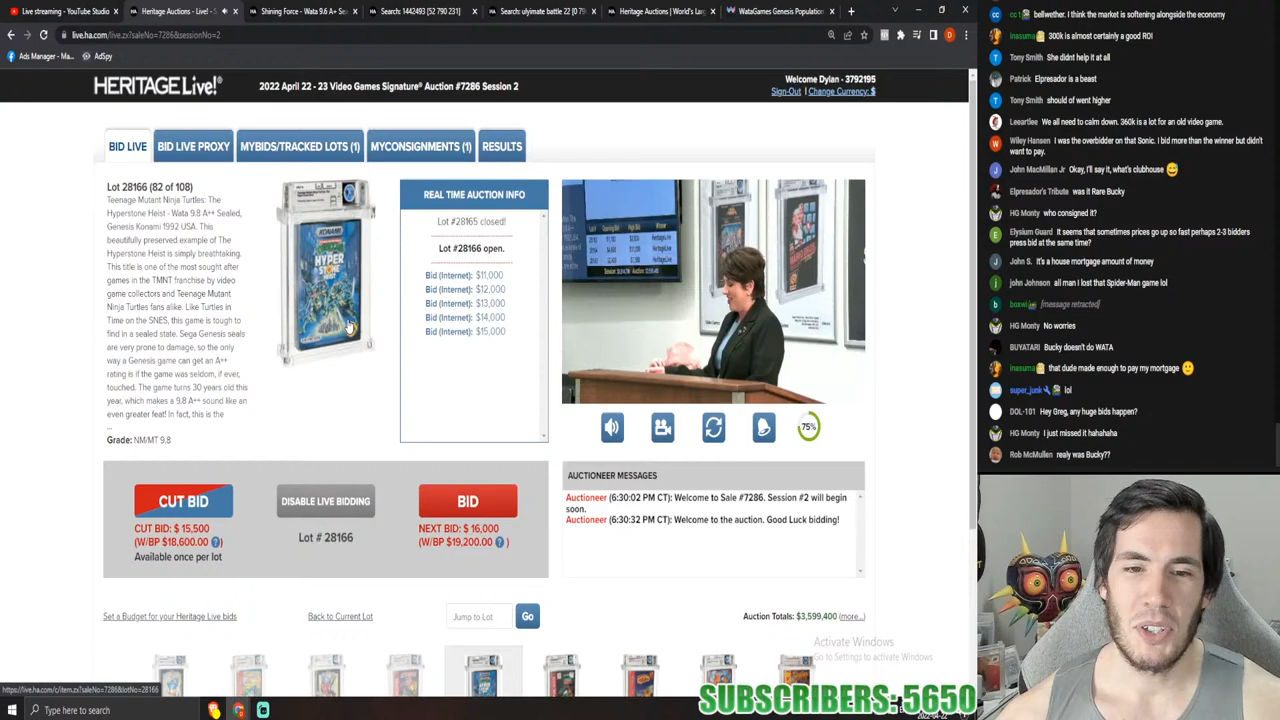 Live streaming - YouTube Studio
Heritage Auctions - Live! - S
Shining Force - Wata 9.6 A+ Se
Search: 1442493 [52 790 3] |
Search: ulyimate battle 22 [0 79
Heritage Auctions | World's Lar
WataGames Genesis Population
live.ha.com/live.zx?saleNo=7286&sessionNo=2
Ads Manager - Ma...
AdSpy
HERITAGE Live!
2022 April 22 - 23 Video Games Signature® Auction #7286 Session 2
Welcome Dylan - 3792195
Sign-Out | Change Currency: $
BID LIVE
BID LIVE PROXY
MYBIDS/TRACKED LOTS (1)
MYCONSIGNMENTS (1)
RESULTS
Lot 28166 (82 of 108)
Teenage Mutant Ninja Turtles: The
Hyperstone Heist - Wata 9.8 A++ Sealed,
Genesis Konami 1992 USA. This
beautifully preserved example of The
Hyperstone Heist is simply breathtaking.
This title is one of the most sought after
games in the TMNT franchise by video
game collectors and Teenage Mutant
Ninja Turtles fans alike. Like Turtles in
Time on the SNES, this game is tough to
find in a sealed state. Sega Genesis seals
are very prone to damage, so the only
way a Genesis game can get an A++
rating is if the game was seldom, if ever,
touched. The game turns 30 years old this
year, which makes a 9.8 A++ sound like an
even greater feat! In fact, this is the
...
Grade: NM/MT 9.8
KONAMI
REAL TIME AUCTION INFO
Lot #28165 closed!
Lot #28166 open.
Bid (Internet): $11,000
Bid (Internet): $12,000
Bid (Internet): $13,000
Bid (Internet): $14,000
Bid (Internet): $15,000
75%
CUT BID
CUT BID: $ 15,500
(W/BP $18,600.00 ? )
Available once per lot
DISABLE LIVE BIDDING
Lot # 28166
BID
NEXT BID: $ 16,000
(W/BP $19,200.00 ? )
AUCTIONEER MESSAGES
Auctioneer (6:30:02 PM CT): Welcome to Sale #7286. Session #2 will begin
soon.
Auctioneer (6:30:32 PM CT): Welcome to the auction. Good Luck bidding!
Set a Budget for your Heritage Live bids
Back to Current Lot
Jump to Lot
Go
Auction Totals: $3,599,400 (more...)
Activate Windows
Go to Settings to activate Windows
https://live.ha.com/c/item.zx?saleNo=7286&lotNo=28166
SUBSCRIBERS: 5650
Type here to search
bellwether. I think the market is softening alongside the economy
inasuma 300k is almost certainly a good ROI
Tony Smith She didnt help it at all
Patrick Elpresador is a beast
Tony Smith should of went higher
Leeartlee We all need to calm down. 360k is a lot for an old video game.
Wiley Hansen I was the overbidder on that Sonic. I bid more than the winner but didn't
want to pay.
John MacMillan Jr Okay, I'll say it, what's clubhouse
Elpresador's Tribute was it Rare Bucky
HG Monty who consigned it?
Elysium Guard It seems that sometimes prices go up so fast perhaps 2-3 bidders
press bid at the same time?
John S. It's a house mortgage amount of money
john Johnson all man I lost that Spider-Man game lol
boxwl [message retracted]
HG Monty No worries
BUYATARI Bucky doesn't do WATA
inasuma that dude made enough to pay my mortgage
super_junk lol
DOL-101 Hey Greg, any huge bids happen?
HG Monty I just missed it hahahaha
Rob McMullen realy was Bucky??